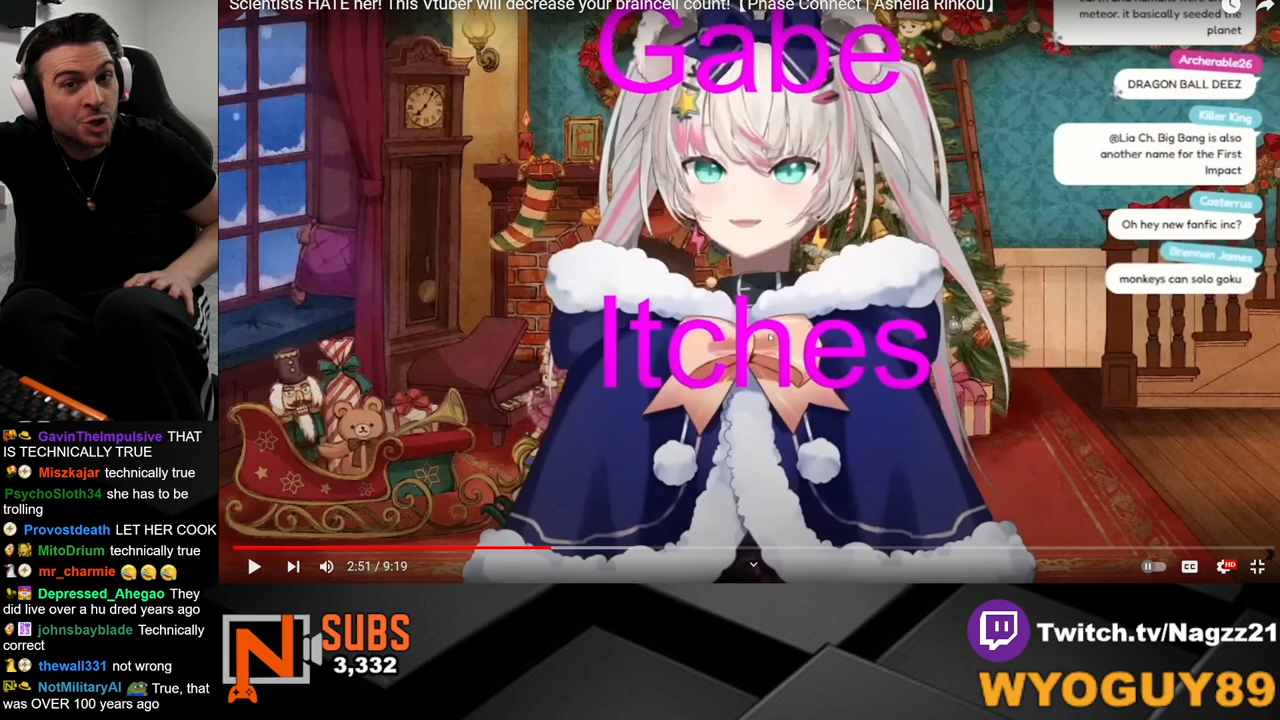 Scientists HATE her! This Vtuber will decrease your braincell count!【Phase Connect | Ashelia Rinkou】
Gabe
Itches
meteor. it basically seeded the
planet
Archerable26
DRAGON BALL DEEZ
Killer King
@Lia Ch. Big Bang is also
another name for the First
Impact
Casterrus
Oh hey new fanfic inc?
Brennen James
monkeys can solo goku
GavinTheImpulsive THAT
IS TECHNICALLY TRUE
Miszkajar technically true
PsychoSloth34 she has to be
trolling
Provostdeath LET HER COOK
MitoDrium technically true
mr_charmie
Depressed_Ahegao They
did live over a hu dred years ago
johnsbayblade Technically
correct
thewall331 not wrong
NotMilitaryAI True, that
was OVER 100 years ago
2:51 / 9:19
CC
HD
N
SUBS
3,332
Twitch.tv/Nagzz21
WYOGUY89